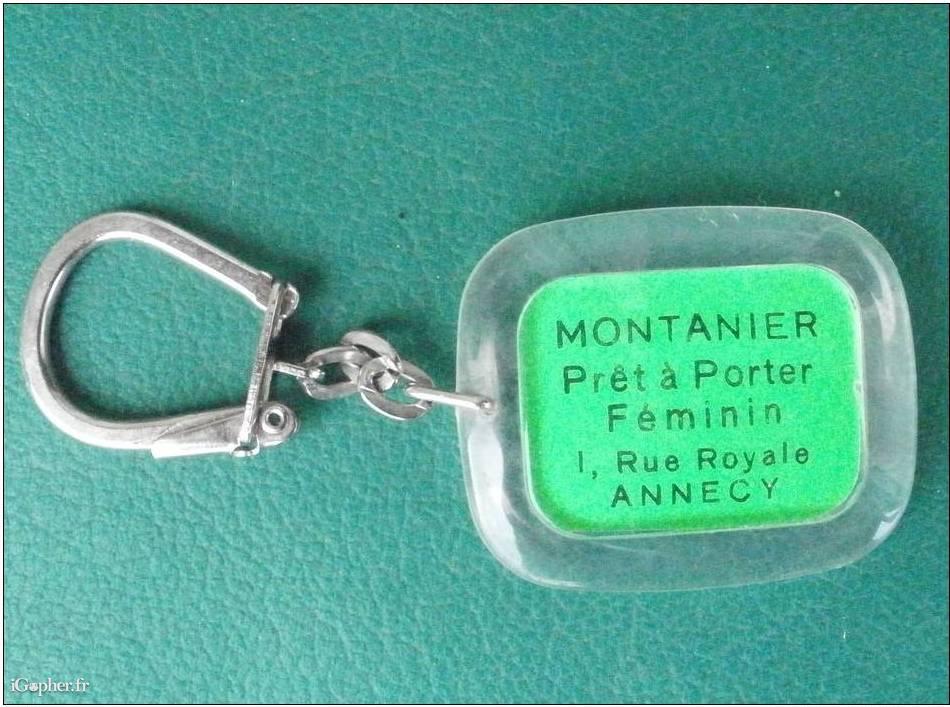 MONTANIER
Prêt à Porter
Féminin
1, Rue Royale
ANNECY
iGopher.fr